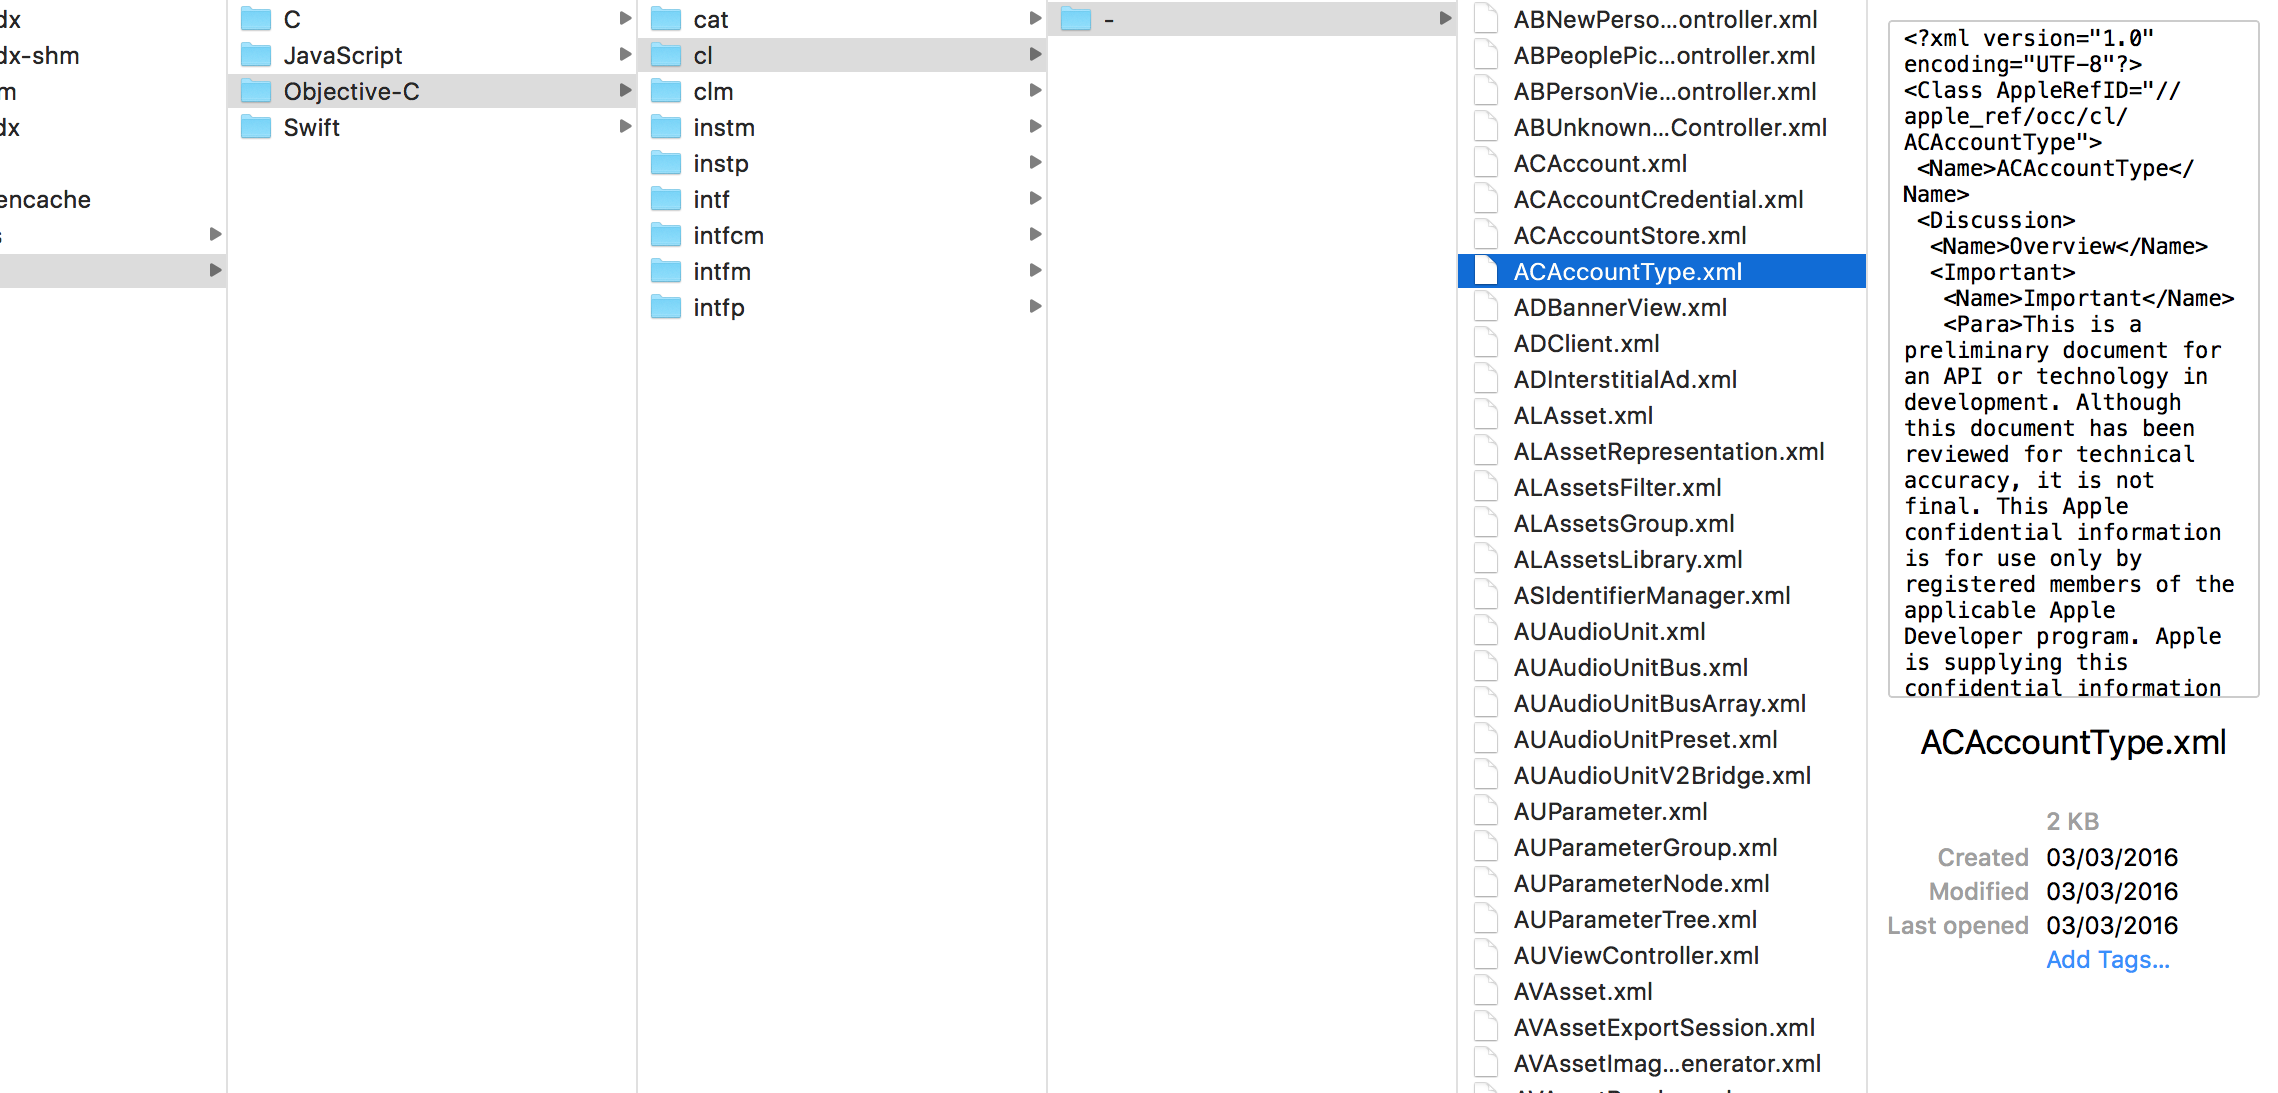 dx
dx-shm
m
dx
encache
s
C
JavaScript
Objective-C
Swift
cat
cl
clm
instm
instp
intf
intfcm
intfm
intfp
-
ABNewPerso...ontroller.xml
ABPeoplePic...ontroller.xml
ABPersonVie...ontroller.xml
ABUnknown...Controller.xml
ACAccount.xml
ACAccountCredential.xml
ACAccountStore.xml
ACAccountType.xml
ADBannerView.xml
ADClient.xml
ADInterstitialAd.xml
ALAsset.xml
ALAssetRepresentation.xml
ALAssetsFilter.xml
ALAssetsGroup.xml
ALAssetsLibrary.xml
ASIdentifierManager.xml
AUAudioUnit.xml
AUAudioUnitBus.xml
AUAudioUnitBusArray.xml
AUAudioUnitPreset.xml
AUAudioUnitV2Bridge.xml
AUParameter.xml
AUParameterGroup.xml
AUParameterNode.xml
AUParameterTree.xml
AUViewController.xml
AVAsset.xml
AVAssetExportSession.xml
AVAssetImag...enerator.xml
<?xml version="1.0"
encoding="UTF-8"?>
<Class AppleRefID="//
apple_ref/occ/cl/
ACAccountType">
<Name>ACAccountType</
Name>
<Discussion>
<Name>Overview</Name>
<Important>
<Name>Important</Name>
<Para>This is a
preliminary document for
an API or technology in
development. Although
this document has been
reviewed for technical
accuracy, it is not
final. This Apple
confidential information
is for use only by
registered members of the
applicable Apple
Developer program. Apple
is supplying this
confidential information
ACAccountType.xml
2 KB
Created 03/03/2016
Modified 03/03/2016
Last opened 03/03/2016
Add Tags...